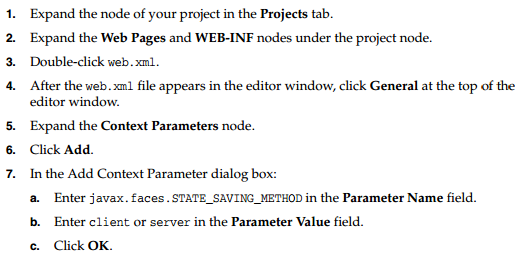 1. Expand the node of your project in the Projects tab.
2. Expand the Web Pages and WEB-INF nodes under the project node.
3. Double-click web.xml.
4. After the web.xml file appears in the editor window, click General at the top of the
editor window.
5. Expand the Context Parameters node.
6. Click Add.
7. In the Add Context Parameter dialog box:
a. Enter javax.faces.STATE_SAVING_METHOD in the Parameter Name field.
b. Enter client or server in the Parameter Value field.
c. Click OK.